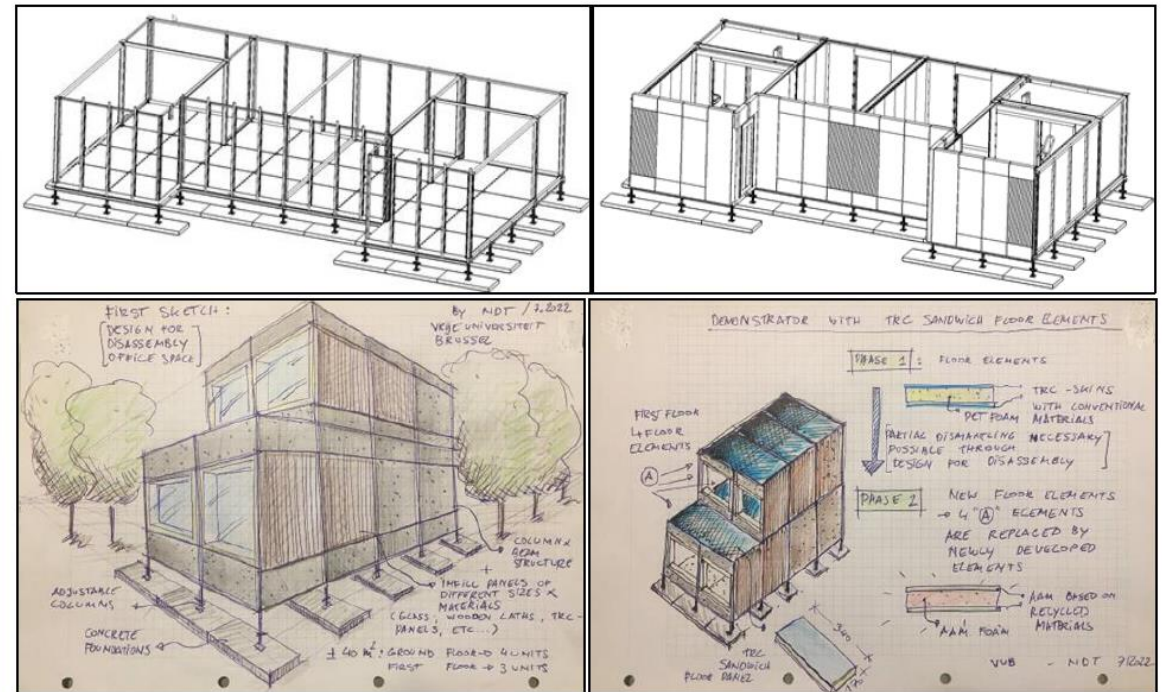 FIRST SKETCH :
DESIGN FOR
DISASSEMBLY
OFFICE SPACE
By NDT / 7.2022
VRIJE UNIVERSITEIT
BRUSSEL
ADJUSTABLE
COLUMNS
CONCRETE
FOUNDATIONS
COLUMN &
BEAM
STRUCTURE
+
INFILL PANELS OF
DIFFERENT SIZES &
MATERIALS
(GLASS, WOODEN LATHS, TRC-
PANELS, ETC...)
± 40 m² : GROUND FLOOR → 4 UNITS
FIRST FLOOR → 3 UNITS
DEMONSTRATOR WITH TRC SANDWICH FLOOR ELEMENTS
PHASE 1 : FLOOR ELEMENTS
FIRST FLOOR
4 FLOOR
ELEMENTS
A
TRC-SKINS
WITH CONVENTIONAL
MATERIALS
PET FOAM
PARTIAL DISMANTELING NECESSARY
POSSIBLE THROUGH
DESIGN FOR DISASSEMBLY
PHASE 2
NEW FLOOR ELEMENTS
→ 4 "A" ELEMENTS
ARE REPLACED BY
NEWLY DEVELOPED
ELEMENTS
AAM BASED ON
RECYCLED
MATERIALS
AAM FOAM
TRC
SANDWICH
FLOOR PANEL
340
VUB - NDT 7/2022